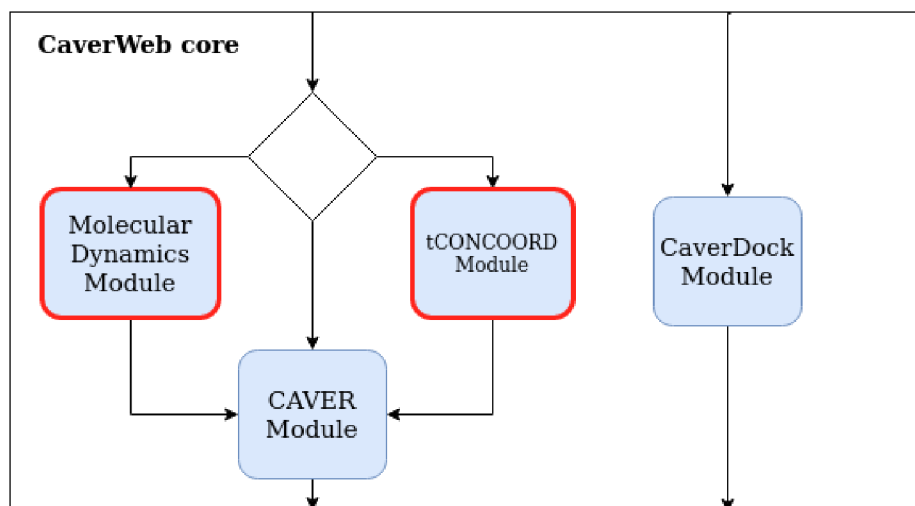 CaverWeb core
Molecular
Dynamics
Module
tCONCOORD
Module
CaverDock
Module
CAVER
Module